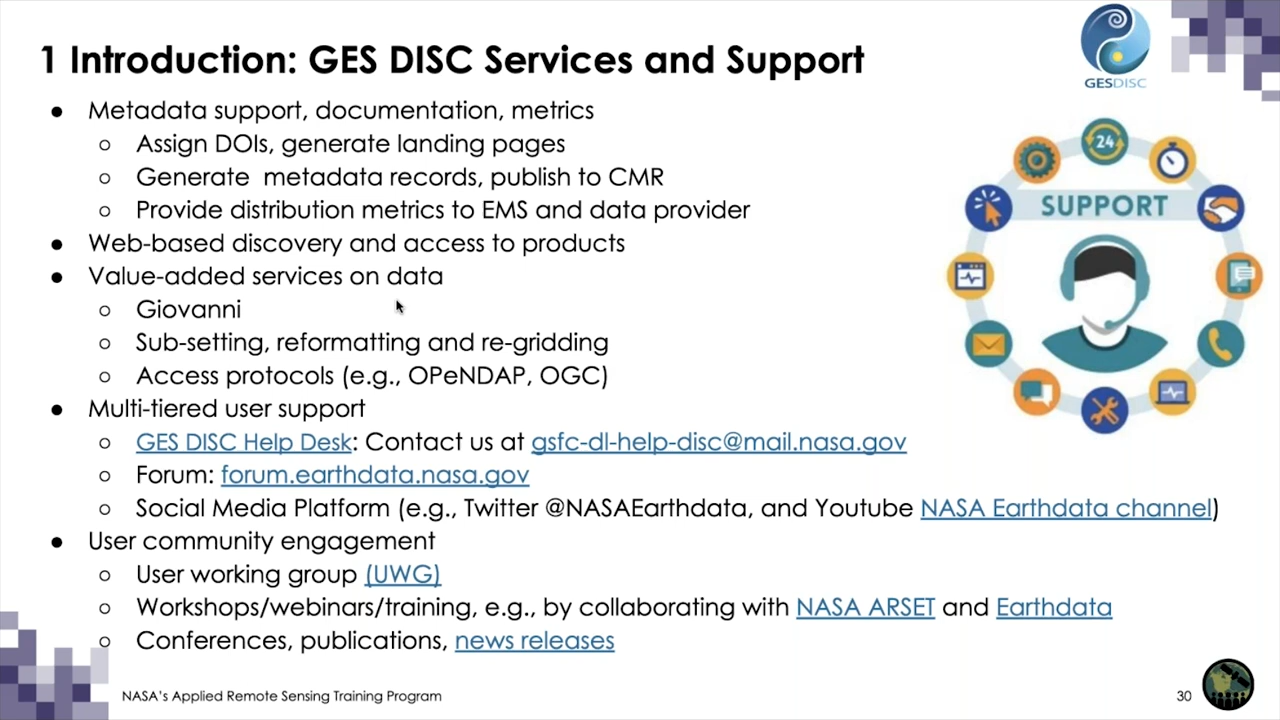 1 Introduction: GES DISC Services and Support
GESDISC
● Metadata support, documentation, metrics
○ Assign DOIs, generate landing pages
○ Generate metadata records, publish to CMR
○ Provide distribution metrics to EMS and data provider
● Web-based discovery and access to products
● Value-added services on data
○ Giovanni
○ Sub-setting, reformatting and re-gridding
○ Access protocols (e.g., OPeNDAP, OGC)
● Multi-tiered user support
○ GES DISC Help Desk: Contact us at gsfc-dl-help-disc@mail.nasa.gov
○ Forum: forum.earthdata.nasa.gov
○ Social Media Platform (e.g., Twitter @NASAEarthdata, and Youtube NASA Earthdata channel)
● User community engagement
○ User working group (UWG)
○ Workshops/webinars/training, e.g., by collaborating with NASA ARSET and Earthdata
○ Conferences, publications, news releases
24
SUPPORT
NASA's Applied Remote Sensing Training Program
30